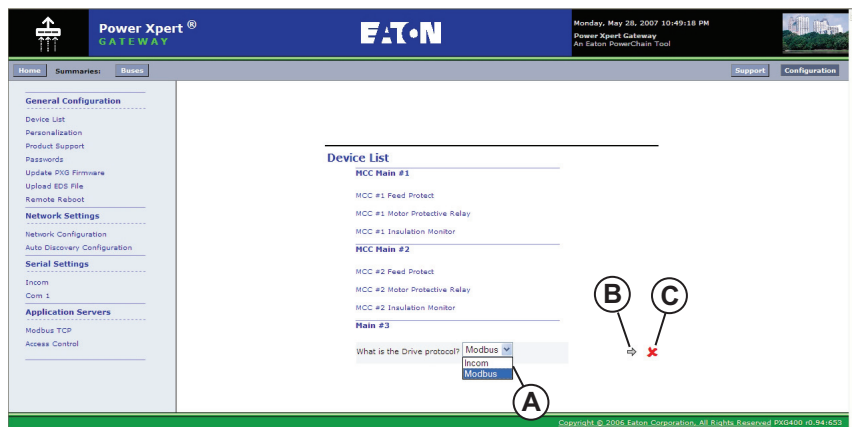 Power Xpert ®
GATEWAY
EATON
Monday, May 28, 2007 10:49:18 PM
Power Xpert Gateway
An Eaton PowerChain Tool
Home Summaries: Buses
Support Configuration
General Configuration
Device List
Personalization
Product Support
Passwords
Update PXG Firmware
Upload EDS File
Remote Reboot
Network Settings
Network Configuration
Auto Discovery Configuration
Serial Settings
Incom
Com 1
Application Servers
Modbus TCP
Access Control
Device List
MCC Main #1
MCC #1 Feed Protect
MCC #1 Motor Protective Relay
MCC #1 Insulation Monitor
MCC Main #2
MCC #2 Feed Protect
MCC #2 Motor Protective Relay
MCC #2 Insulation Monitor
Main #3
What is the Drive protocol? Modbus
Incom
Modbus
A
B
C
Copyright © 2006 Eaton Corporation, All Rights Reserved PXG400 r0.94:653